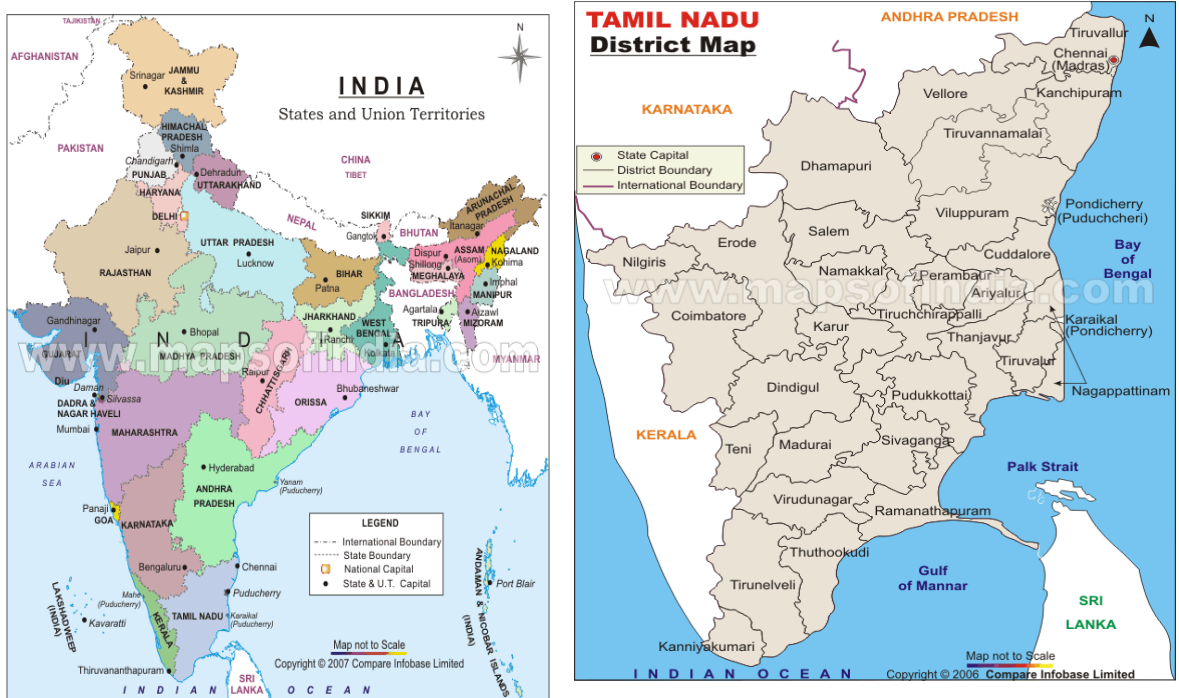 TAJIKISTAN
AFGHANISTAN
N
Srinagar
JAMMU
&
KASHMIR
INDIA
States and Union Territories
HIMACHAL
PRADESH
Shimla
PAKISTAN
Chandigarh
PUNJAB
Dehradun
UTTARAKHAND
CHINA
TIBET
HARYANA
DELHI
NEPAL
SIKKIM
Gangtok
BHUTAN
ARUNACHAL
PRADESH
Itanagar
Jaipur
RAJASTHAN
UTTAR PRADESH
Lucknow
BIHAR
Patna
Dispur
Shillong
MEGHALAYA
ASSAM
(Asom)
NAGALAND
Kohima
Imphal
MANIPUR
BANGLADESH
Agartala
TRIPURA
Aizawl
MIZORAM
Gandhinagar
GUJARAT
Bhopal
MADHYA PRADESH
JHARKHAND
Ranchi
WEST
BENGAL
Kolkata
I N D I A
www.mapsofindia.com
MYANMAR
Diu
Daman
Silvassa
DADRA &
NAGAR HAVELI
Raipur
CHHATTISGARH
Bhubaneshwar
ORISSA
Mumbai
MAHARASHTRA
BAY
OF
BENGAL
ARABIAN
SEA
Hyderabad
ANDHRA
PRADESH
Yanam
(Puducherry)
Panaji
GOA
KARNATAKA
LEGEND
International Boundary
State Boundary
National Capital
State & U.T. Capital
Bengaluru
Chennai
Mahe
(Puducherry)
Puducherry
LAKSHADWEEP
(INDIA)
Kavaratti
KERALA
TAMIL NADU
Karaikal
(Puducherry)
ANDAMAN & NICOBAR ISLANDS
(INDIA)
Port Blair
Thiruvananthapuram
Map not to Scale
Copyright © 2007 Compare Infobase Limited
SRI
LANKA
INDIAN OCEAN
TAMIL NADU
District Map
ANDHRA PRADESH
N
Tiruvallur
Chennai
(Madras)
Vellore
Kanchipuram
KARNATAKA
Tiruvannamalai
State Capital
District Boundary
International Boundary
Dhamapuri
Viluppuram
Pondicherry
(Puduchcheri)
Erode
Salem
Nilgiris
Cuddalore
Bay
of
Bengal
Namakkal
Perambalur
Ariyalur
www.mapsofindia.com
Coimbatore
Karur
Tiruchchirappalli
Karaikal
(Pondicherry)
Thanjavur
Tiruvalur
Dindigul
Pudukkottai
Nagappattinam
KERALA
Teni
Madurai
Sivaganga
Palk Strait
Virudunagar
Ramanathapuram
Thuthookudi
Gulf
of Mannar
Tirunelveli
SRI
LANKA
Kanniyakumari
Map not to Scale
Copyright © 2006 Compare Infobase Limited
INDIAN OCEAN